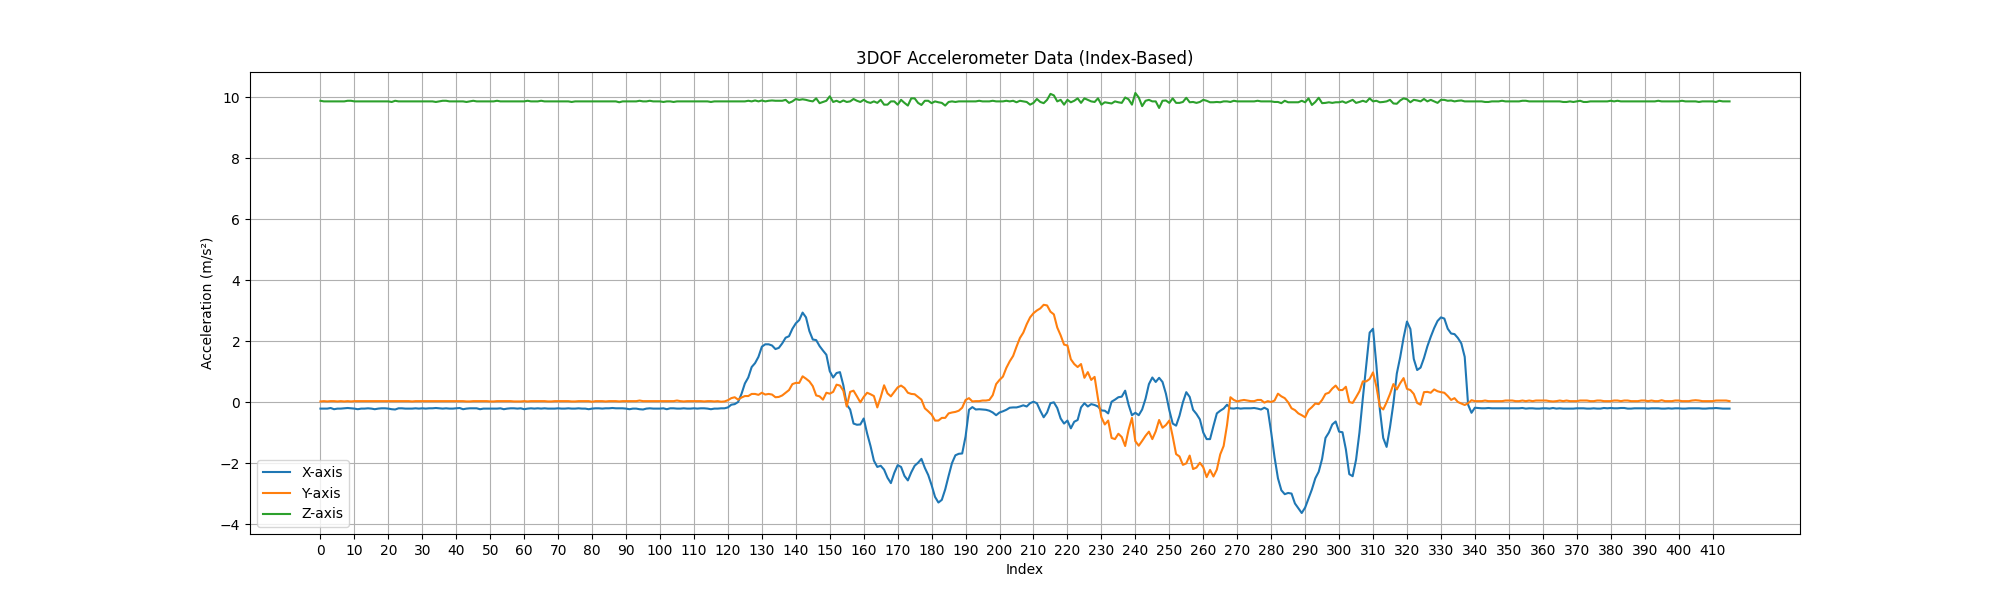 3DOF Accelerometer Data (Index-Based)
Acceleration (m/s²)
10
8
6
4
2
0
−2
−4
X-axis
Y-axis
Z-axis
0 10 20 30 40 50 60 70 80 90 100 110 120 130 140 150 160 170 180 190 200 210 220 230 240 250 260 270 280 290 300 310 320 330 340 350 360 370 380 390 400 410
Index